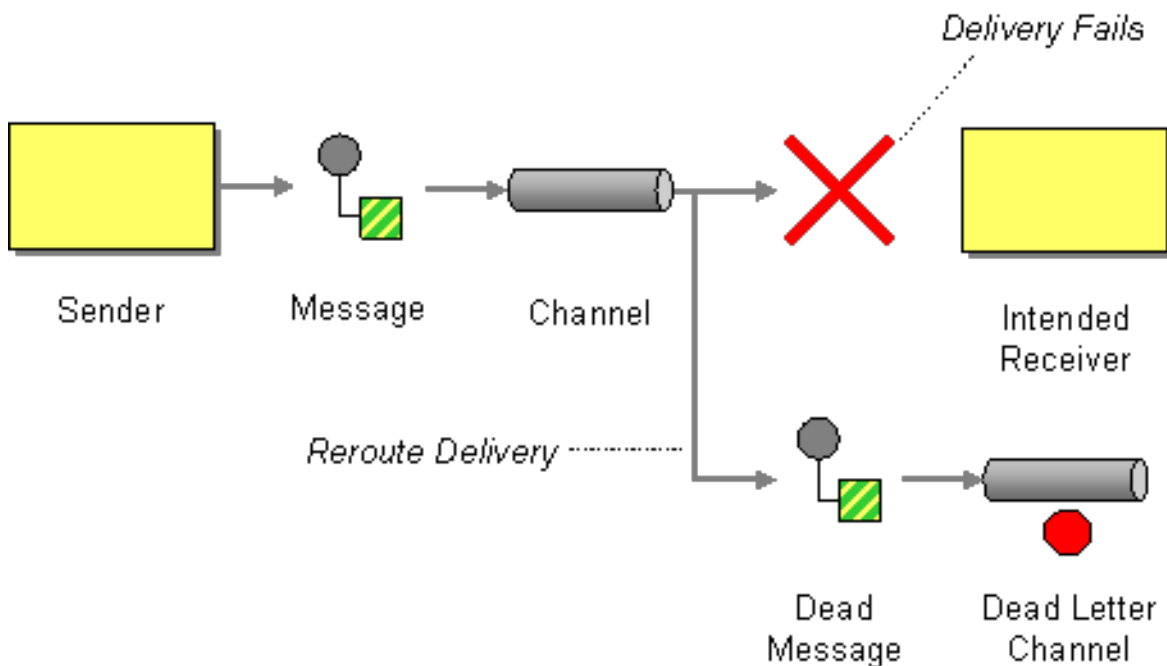 Delivery Fails
Sender
Message
Channel
Intended
Receiver
Reroute Delivery
Dead
Message
Dead Letter
Channel